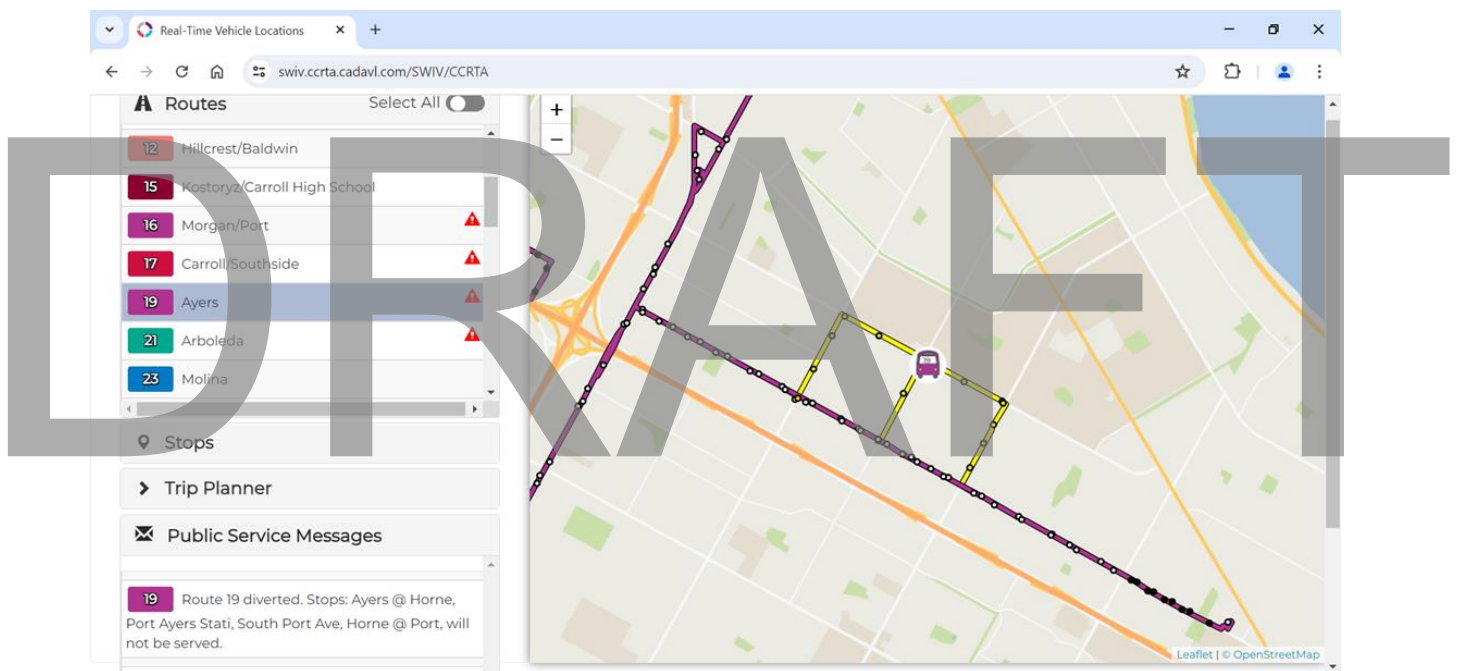 Real-Time Vehicle Locations
swiv.ccrta.cadavl.com/SWIV/CCRTA
Routes
Select All
12 Hillcrest/Baldwin
15 Kostoryz/Carroll High School
16 Morgan/Port
17 Carroll/Southside
19 Ayers
21 Arboleda
23 Molina
Stops
Trip Planner
Public Service Messages
19 Route 19 diverted. Stops: Ayers @ Horne,
Port Ayers Stati, South Port Ave, Horne @ Port, will
not be served.
+
−
19
Leaflet | © OpenStreetMap
DRAFT